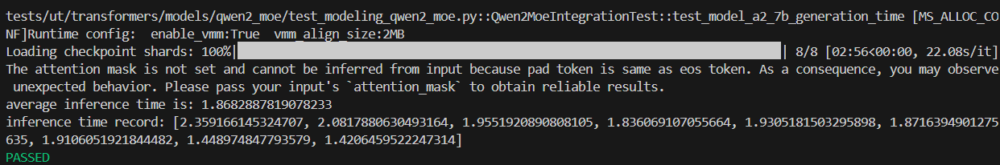 tests/ut/transformers/models/qwen2_moe/test_modeling_qwen2_moe.py::Qwen2MoeIntegrationTest::test_model_a2_7b_generation_time [MS_ALLOC_CO
NF]Runtime config:  enable_vmm:True  vmm_align_size:2MB
Loading checkpoint shards: 100%|██████████| 8/8 [02:56<00:00, 22.08s/it]
The attention mask is not set and cannot be inferred from input because pad token is same as eos token. As a consequence, you may observe
 unexpected behavior. Please pass your input's `attention_mask` to obtain reliable results.
average inference time is: 1.8682887819078233
inference time record: [2.359166145324707, 2.0817880630493164, 1.9551920890808105, 1.836069107055664, 1.9305181503295898, 1.8716394901275
635, 1.9106051921844482, 1.448974847793579, 1.4206459522247314]
PASSED